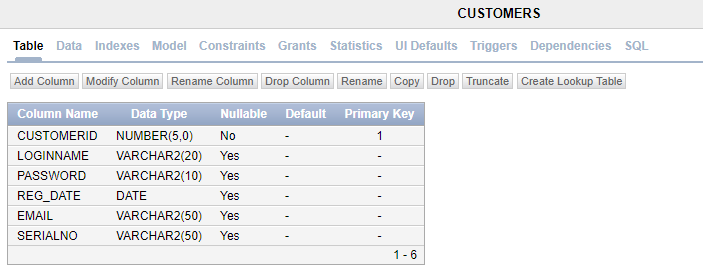 CUSTOMERS
Table Data Indexes Model Constraints Grants Statistics UI Defaults Triggers Dependencies SQL
Add Column Modify Column Rename Column Drop Column Rename Copy Drop Truncate Create Lookup Table
Column Name Data Type Nullable Default Primary Key
CUSTOMERID NUMBER(5,0) No - 1
LOGINNAME VARCHAR2(20) Yes - -
PASSWORD VARCHAR2(10) Yes - -
REG_DATE DATE Yes - -
EMAIL VARCHAR2(50) Yes - -
SERIALNO VARCHAR2(50) Yes - -
1 - 6